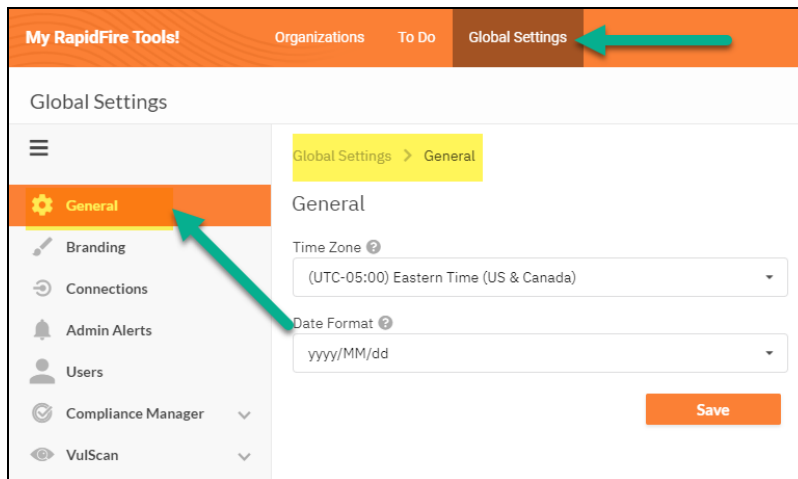 My RapidFire Tools!
Organizations
To Do
Global Settings
Global Settings
Global Settings > General
General
General
Branding
Connections
Admin Alerts
Users
Compliance Manager
VulScan
Time Zone ?
(UTC-05:00) Eastern Time (US & Canada)
Date Format ?
yyyy/MM/dd
Save